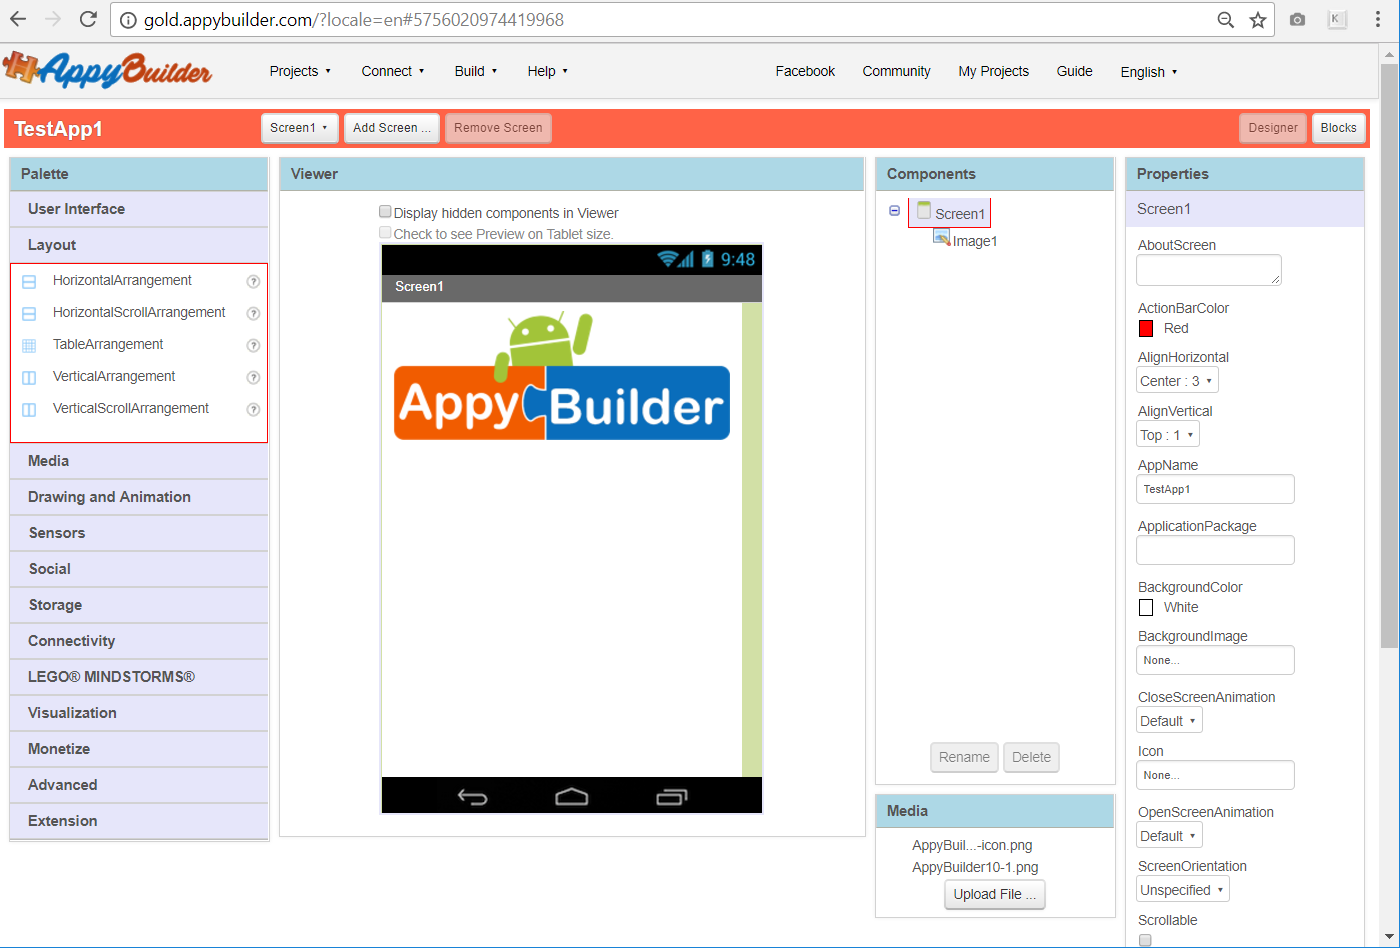 gold.appybuilder.com/?locale=en#5756020974419968
K
AppyBuilder
Projects
Connect
Build
Help
Facebook
Community
My Projects
Guide
English
TestApp1
Screen1
Add Screen ...
Remove Screen
Designer
Blocks
Palette
User Interface
Layout
HorizontalArrangement ?
HorizontalScrollArrangement ?
TableArrangement ?
VerticalArrangement ?
VerticalScrollArrangement ?
Media
Drawing and Animation
Sensors
Social
Storage
Connectivity
LEGO® MINDSTORMS®
Visualization
Monetize
Advanced
Extension
Viewer
Display hidden components in Viewer
Check to see Preview on Tablet size.
9:48
Screen1
Appy Builder
Components
Screen1
Image1
Rename
Delete
Media
AppyBuil...-icon.png
AppyBuilder10-1.png
Upload File ...
Properties
Screen1
AboutScreen
ActionBarColor
Red
AlignHorizontal
Center : 3
AlignVertical
Top : 1
AppName
TestApp1
ApplicationPackage
BackgroundColor
White
BackgroundImage
None...
CloseScreenAnimation
Default
Icon
None...
OpenScreenAnimation
Default
ScreenOrientation
Unspecified
Scrollable